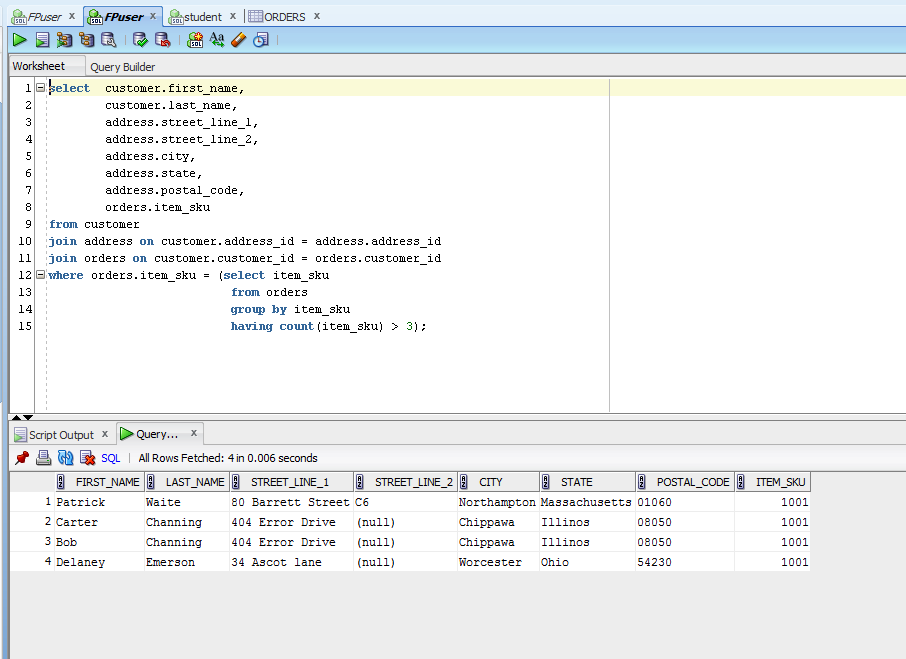 FPuser x FPuser x student x ORDERS x
Worksheet Query Builder
1 select  customer.first_name,
2         customer.last_name,
3         address.street_line_1,
4         address.street_line_2,
5         address.city,
6         address.state,
7         address.postal_code,
8         orders.item_sku
9 from customer
10 join address on customer.address_id = address.address_id
11 join orders on customer.customer_id = orders.customer_id
12 where orders.item_sku = (select item_sku
13                           from orders
14                           group by item_sku
15                           having count(item_sku) > 3);
Script Output x Query... x
SQL | All Rows Fetched: 4 in 0.006 seconds
FIRST_NAME LAST_NAME STREET_LINE_1 STREET_LINE_2 CITY STATE POSTAL_CODE ITEM_SKU
1 Patrick Waite 80 Barrett Street C6 Northampton Massachusetts 01060 1001
2 Carter Channing 404 Error Drive (null) Chippawa Illinos 08050 1001
3 Bob Channing 404 Error Drive (null) Chippawa Illinos 08050 1001
4 Delaney Emerson 34 Ascot lane (null) Worcester Ohio 54230 1001